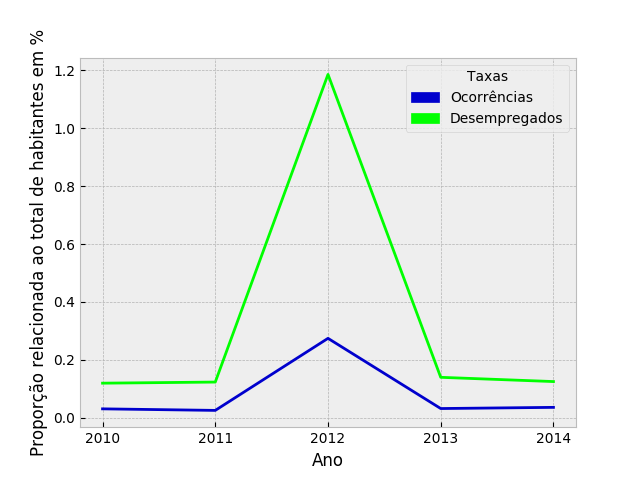 Proporção relacionada ao total de habitantes em %
1.2
1.0
0.8
0.6
0.4
0.2
0.0
Taxas
Ocorrências
Desempregados
2010 2011 2012 2013 2014
Ano